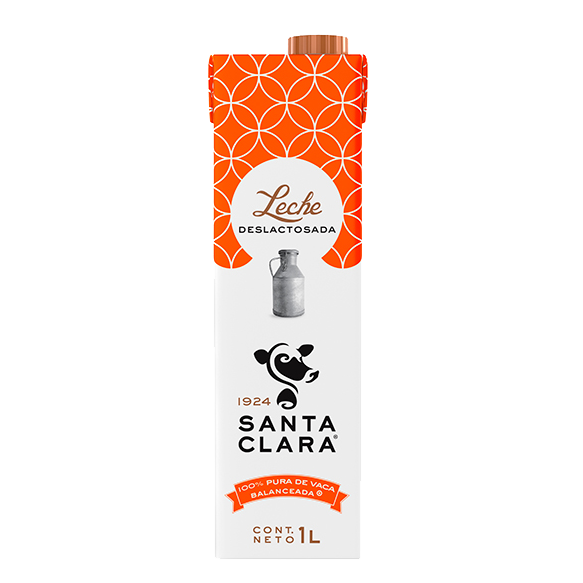 Leche
DESLACTOSADA
1924
SANTA
CLARA®
100% PURA DE VACA
BALANCEADA®
CONT.
NETO 1L